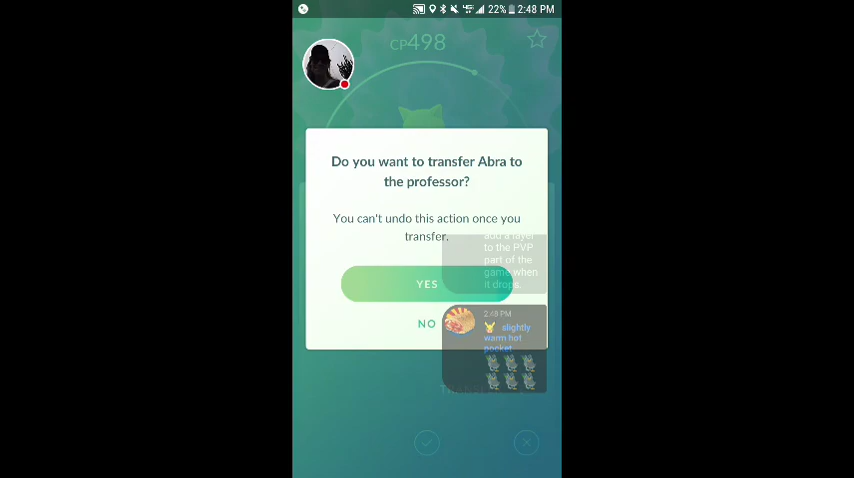 22% 2:48 PM
CP498
Do you want to transfer Abra to
the professor?
You can't undo this action once you
transfer.
add a layer
to the PVP
part of the
game when
it drops.
YES
2:48 PM
slightly
warm hot
pocket
NO